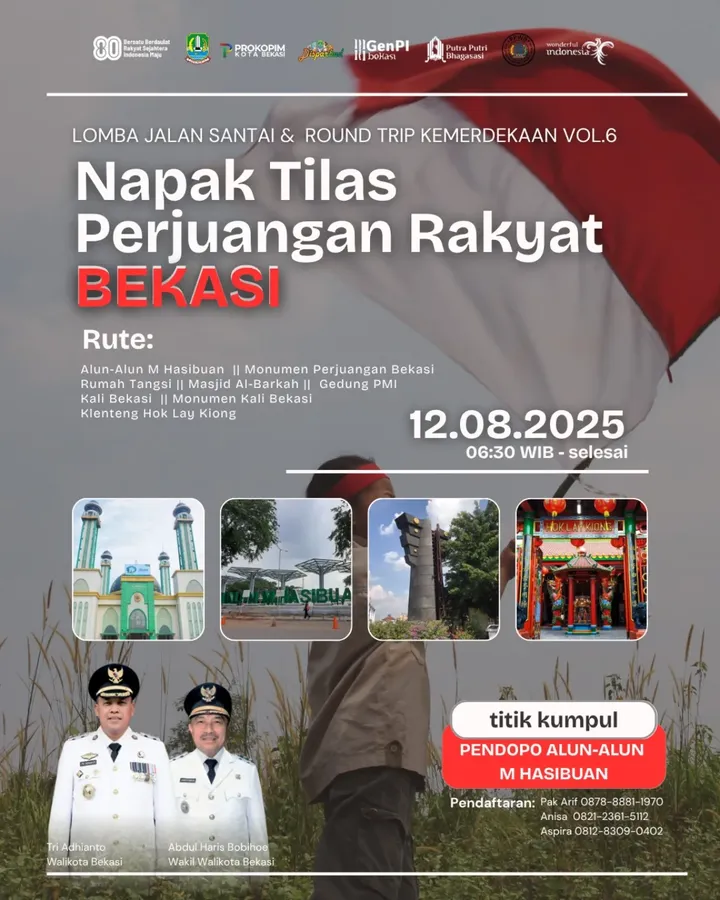 80 Bersatu Berdaulat
Rakyat Sejahtera
Indonesia Maju
PROKOPIM
KOTA BEKASI
GenPI
bekasi
Putra Putri
Bhagasasi
wonderful
indonesia
LOMBA JALAN SANTAI & ROUND TRIP KEMERDEKAAN VOL.6
Napak Tilas
Perjuangan Rakyat
BEKASI
Rute:
Alun-Alun M Hasibuan || Monumen Perjuangan Bekasi
Rumah Tangsi || Masjid Al-Barkah || Gedung PMI
Kali Bekasi || Monumen Kali Bekasi
Klenteng Hok Lay Kiong
12.08.2025
06:30 WIB - selesai
HOK LAY KIONG
titik kumpul
PENDOPO ALUN-ALUN
M HASIBUAN
Pendaftaran: Pak Arif 0878-8881-1970
Anisa 0821-2361-5112
Aspira 0812-8309-0402
Tri Adhianto
Walikota Bekasi
Abdul Haris Bobihoe
Wakil Walikota Bekasi